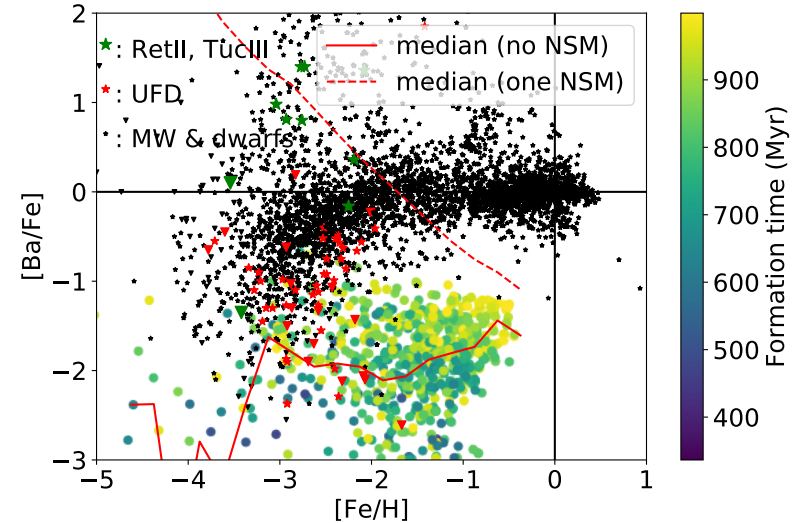 2
1
0
−1
−2
−3
[Ba/Fe]
: RetII, TucIII
: UFD
: MW & dwarfs
median (no NSM)
median (one NSM)
−5 −4 −3 −2 −1 0 1
[Fe/H]
900
800
700
600
500
400
Formation time (Myr)